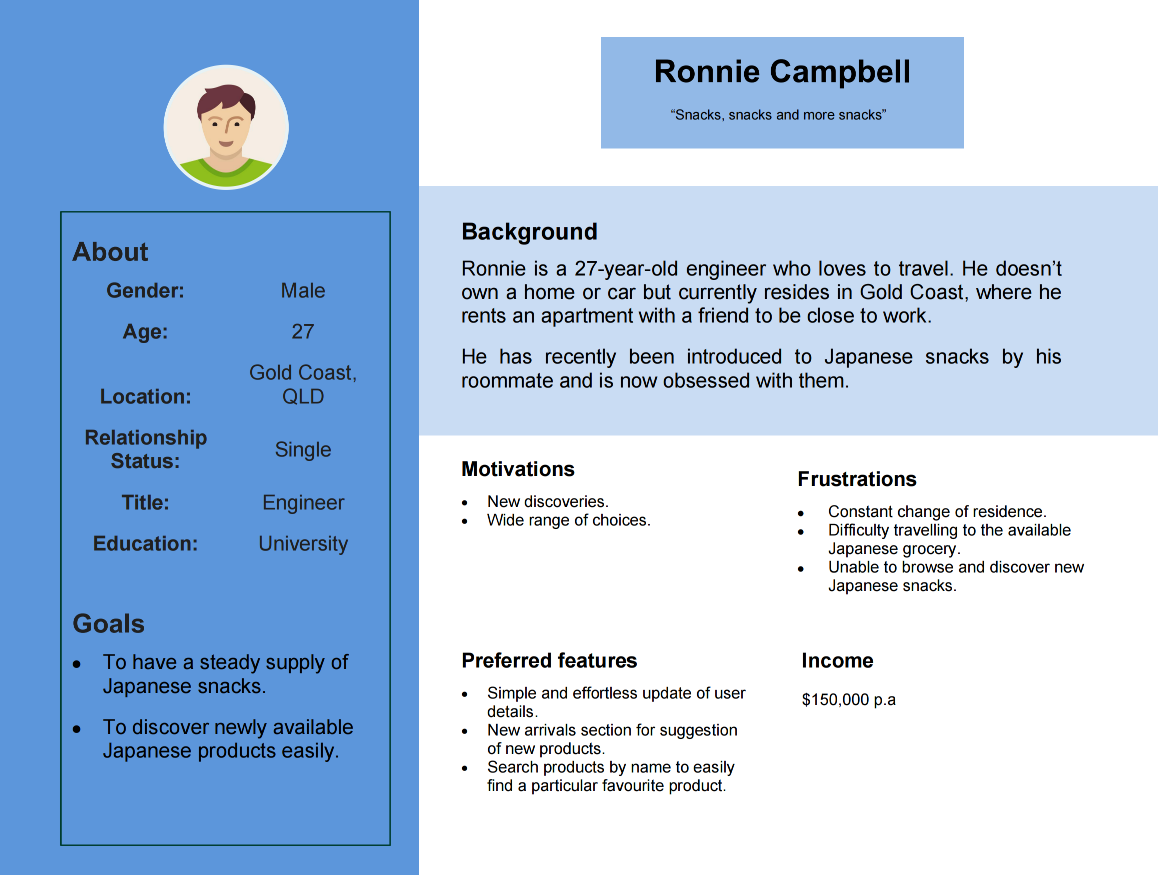 Ronnie Campbell
“Snacks, snacks and more snacks”
About
Gender: Male
Age: 27
Location: Gold Coast,
QLD
Relationship
Status: Single
Title: Engineer
Education: University
Goals
• To have a steady supply of
Japanese snacks.
• To discover newly available
Japanese products easily.
Background
Ronnie is a 27-year-old engineer who loves to travel. He doesn’t
own a home or car but currently resides in Gold Coast, where he
rents an apartment with a friend to be close to work.
He has recently been introduced to Japanese snacks by his
roommate and is now obsessed with them.
Motivations
• New discoveries.
• Wide range of choices.
Frustrations
• Constant change of residence.
• Difficulty travelling to the available
Japanese grocery.
• Unable to browse and discover new
Japanese snacks.
Preferred features
• Simple and effortless update of user
details.
• New arrivals section for suggestion
of new products.
• Search products by name to easily
find a particular favourite product.
Income
$150,000 p.a